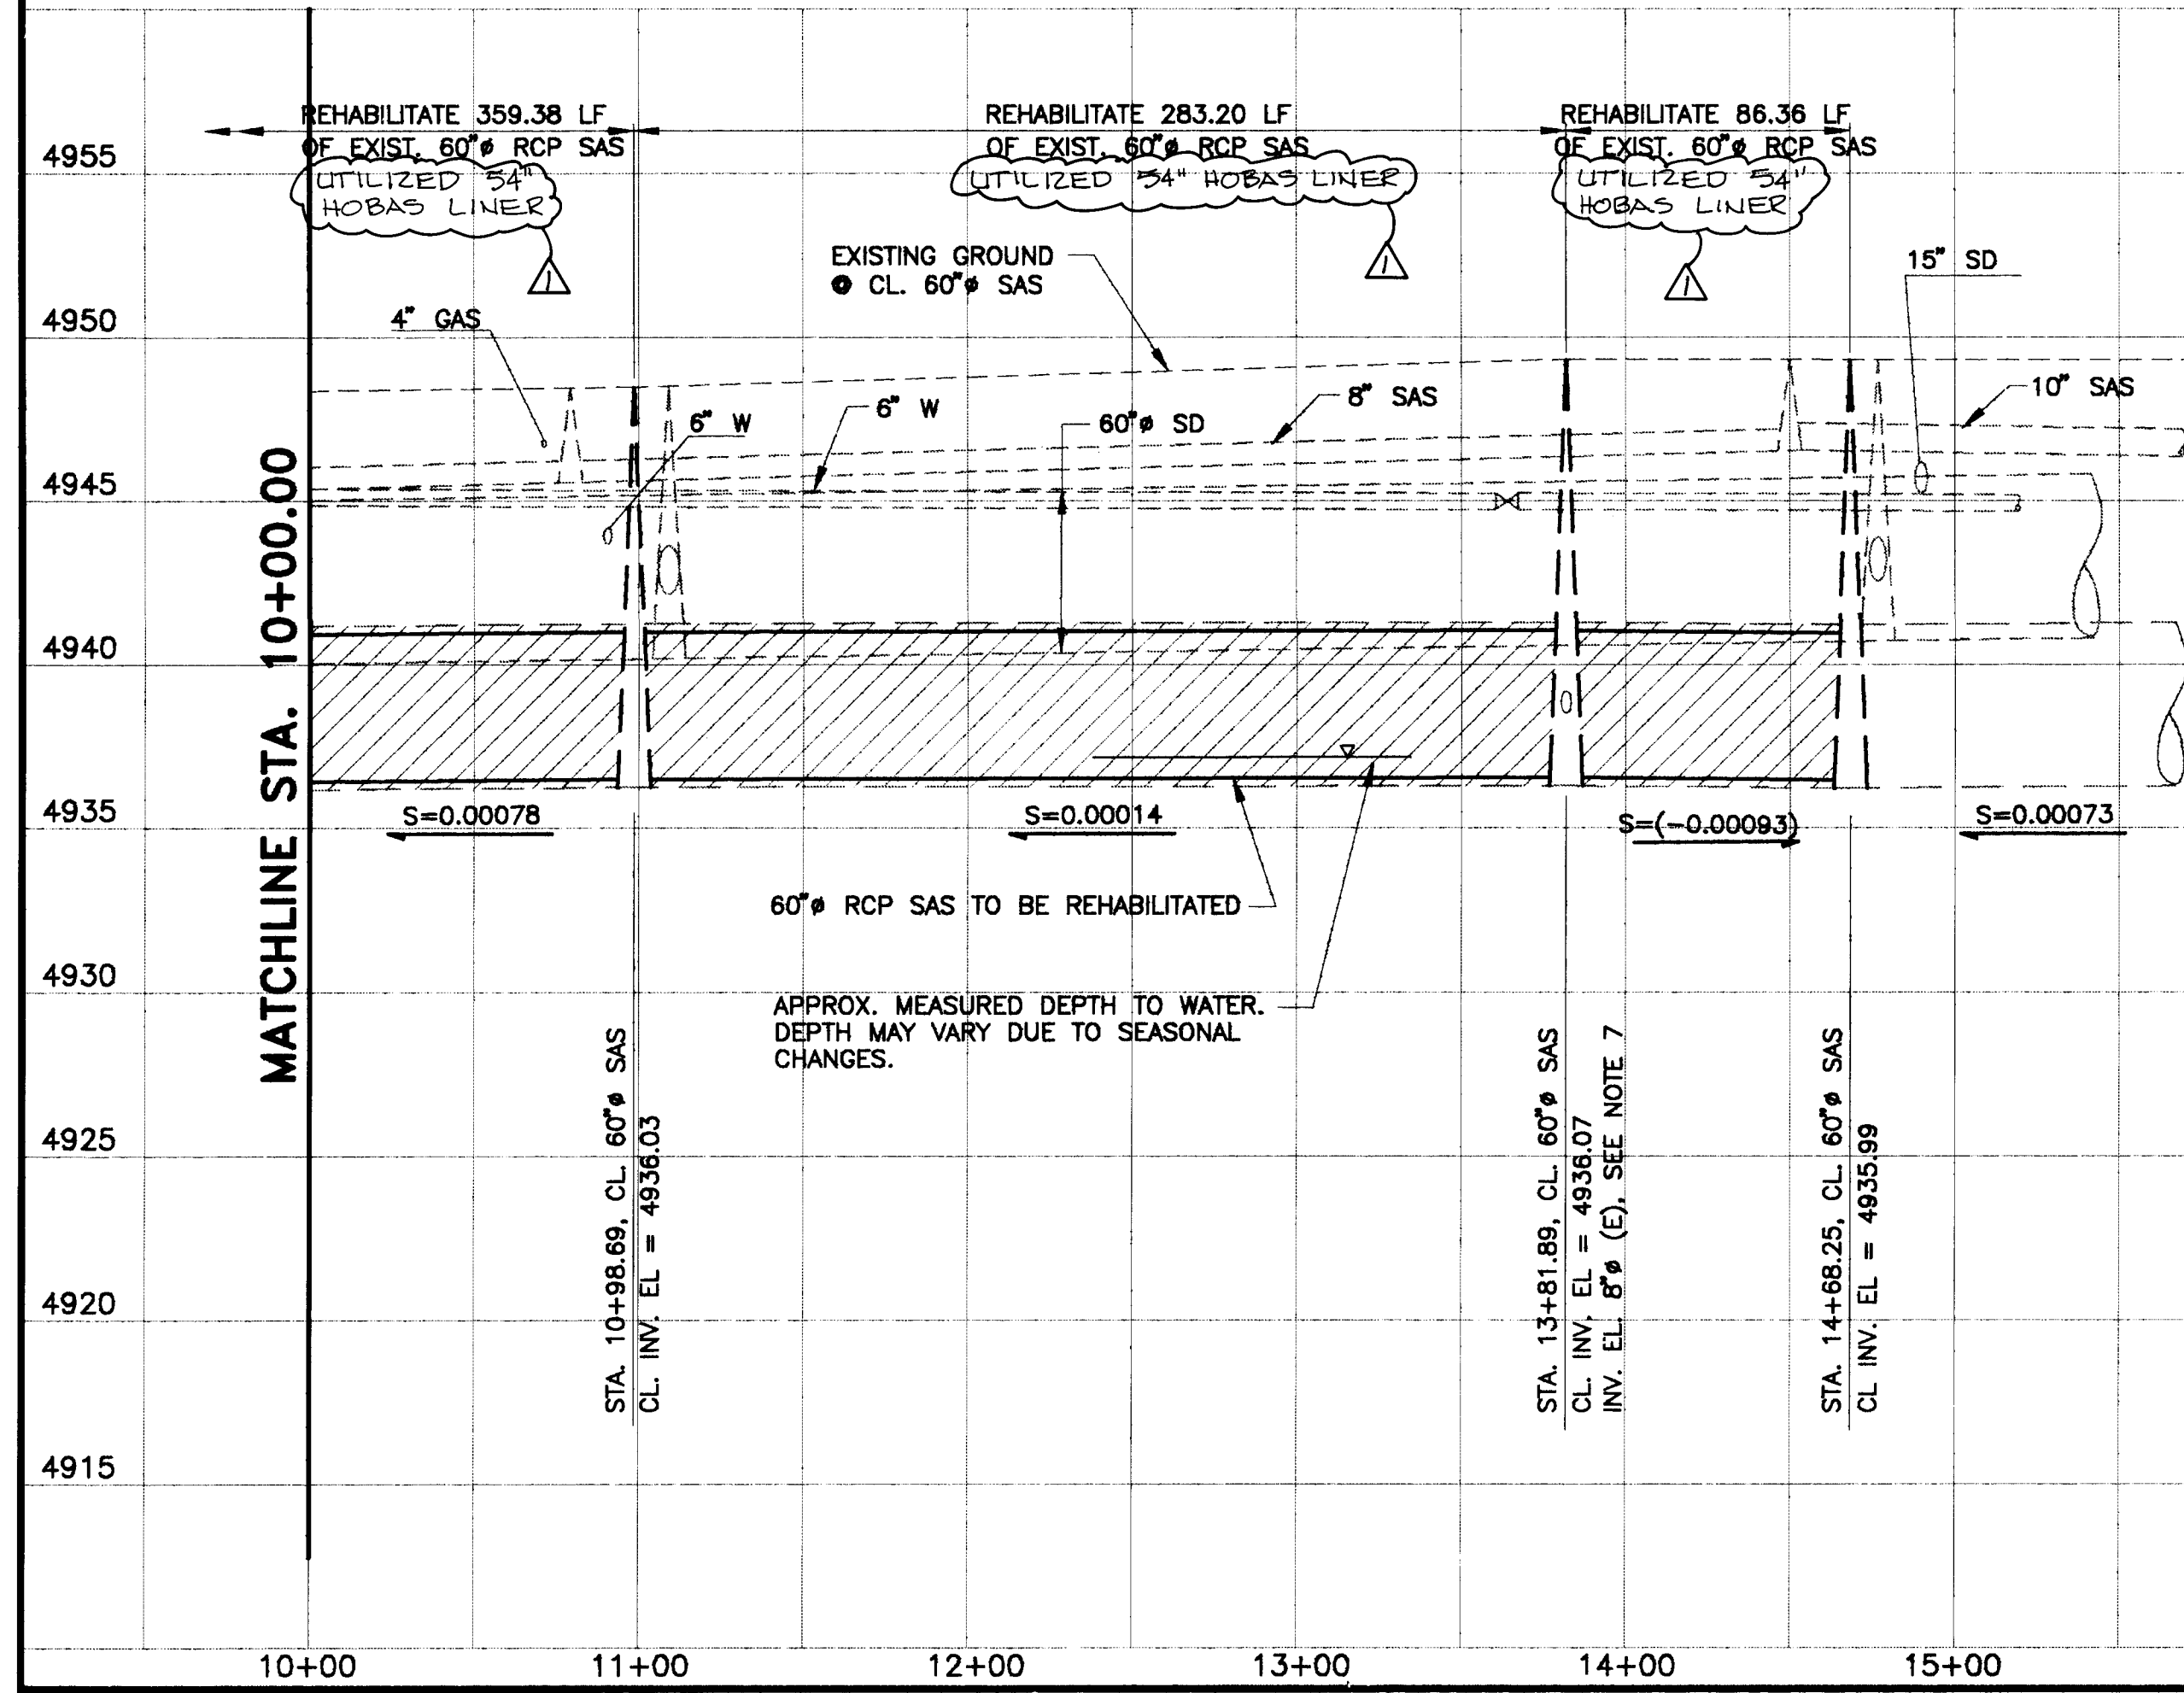 REHABILITATE 359.38 LF
OF EXIST. 60"ø RCP SAS
UTILIZED 54"
HOBAS LINER
1
REHABILITATE 283.20 LF
OF EXIST. 60"ø RCP SAS
UTILIZED 54" HOBAS LINER
1
REHABILITATE 86.36 LF
OF EXIST. 60"ø RCP SAS
UTILIZED 54"
HOBAS LINER
1
EXISTING GROUND
@ CL. 60"ø SAS
15" SD
4" GAS
6" W
6" W
60"ø SD
8" SAS
10" SAS
4955
4950
4945
4940
4935
4930
4925
4920
4915
MATCHLINE STA. 10+00.00
S=0.00078
S=0.00014
S=(-0.00093)
S=0.00073
60"ø RCP SAS TO BE REHABILITATED
APPROX. MEASURED DEPTH TO WATER.
DEPTH MAY VARY DUE TO SEASONAL
CHANGES.
STA. 10+98.69, CL. 60"ø SAS
CL. INV. EL = 4936.03
STA. 13+81.89, CL. 60"ø SAS
CL. INV. EL = 4936.07
INV. EL. 8"ø (E), SEE NOTE 7
STA. 14+68.25, CL. 60"ø SAS
CL INV. EL = 4935.99
10+00
11+00
12+00
13+00
14+00
15+00